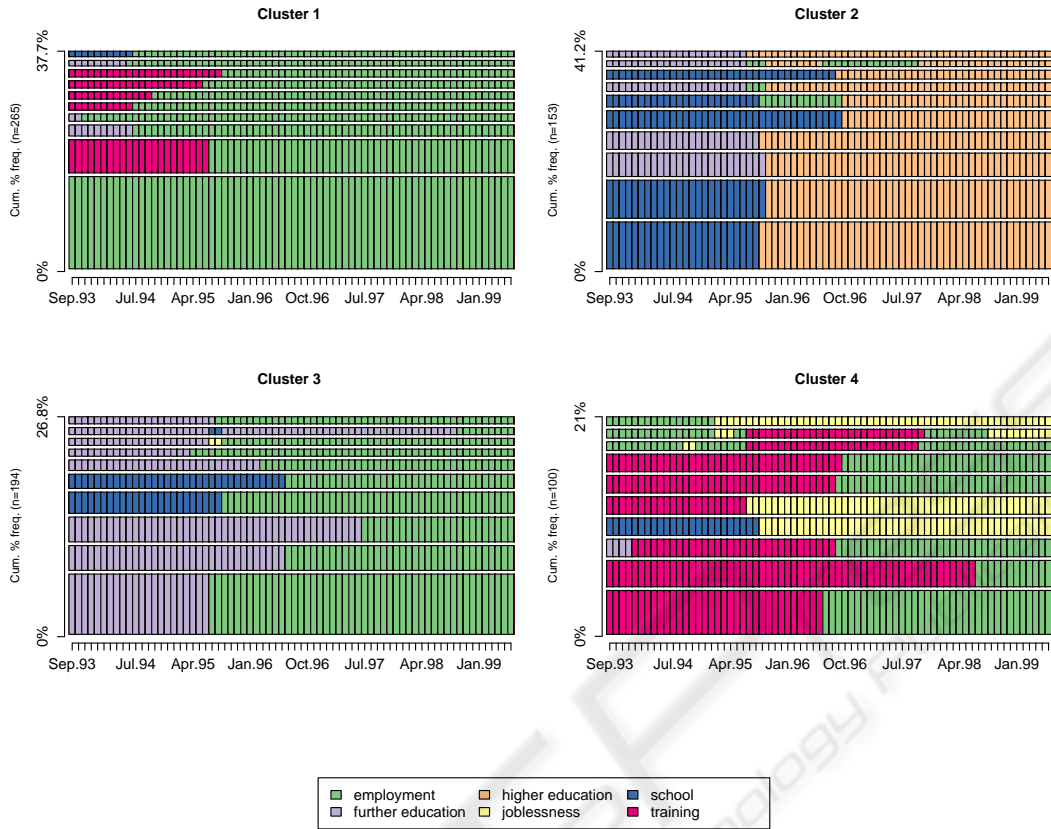 Cluster 1
37.7%
Cum. % freq. (n=265)
0%
Sep.93 Jul.94 Apr.95 Jan.96 Oct.96 Jul.97 Apr.98 Jan.99
Cluster 2
41.2%
Cum. % freq. (n=153)
0%
Sep.93 Jul.94 Apr.95 Jan.96 Oct.96 Jul.97 Apr.98 Jan.99
Cluster 3
26.8%
Cum. % freq. (n=194)
0%
Sep.93 Jul.94 Apr.95 Jan.96 Oct.96 Jul.97 Apr.98 Jan.99
Cluster 4
21%
Cum. % freq. (n=100)
0%
Sep.93 Jul.94 Apr.95 Jan.96 Oct.96 Jul.97 Apr.98 Jan.99
employment higher education school
further education joblessness training